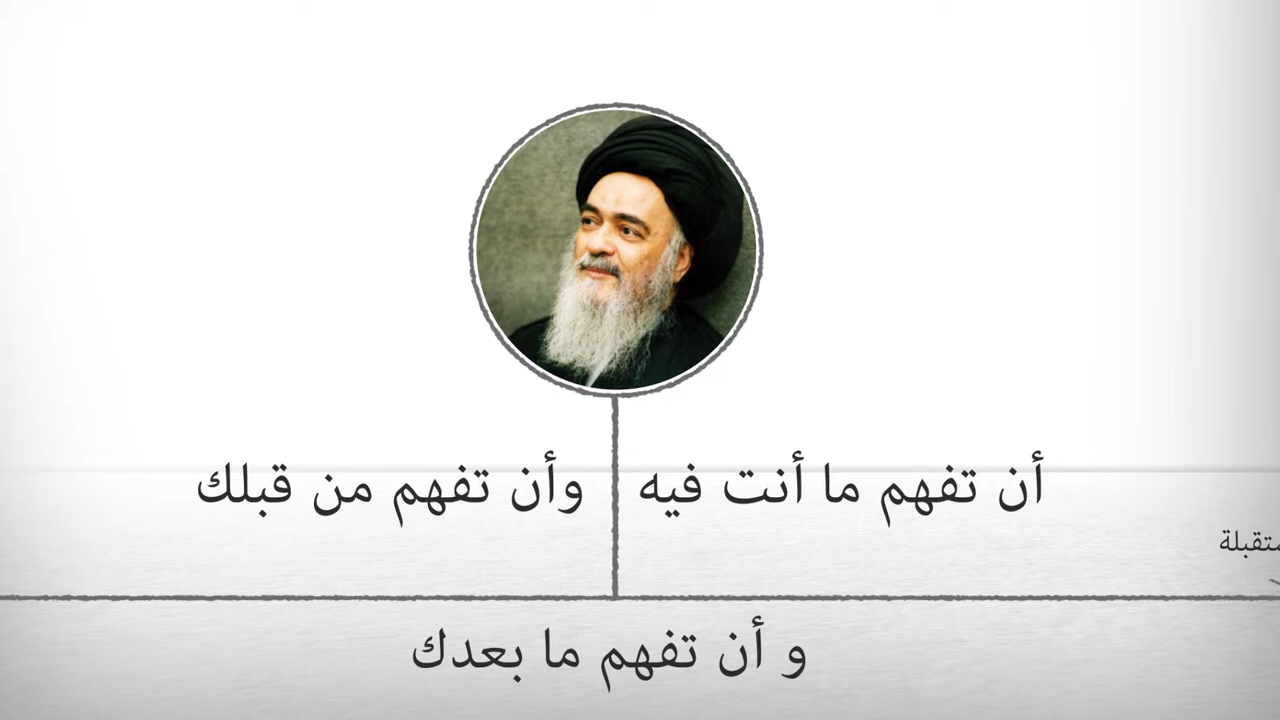 أن تفهم ما أنت فيه
وأن تفهم من قبلك
و أن تفهم ما بعدك